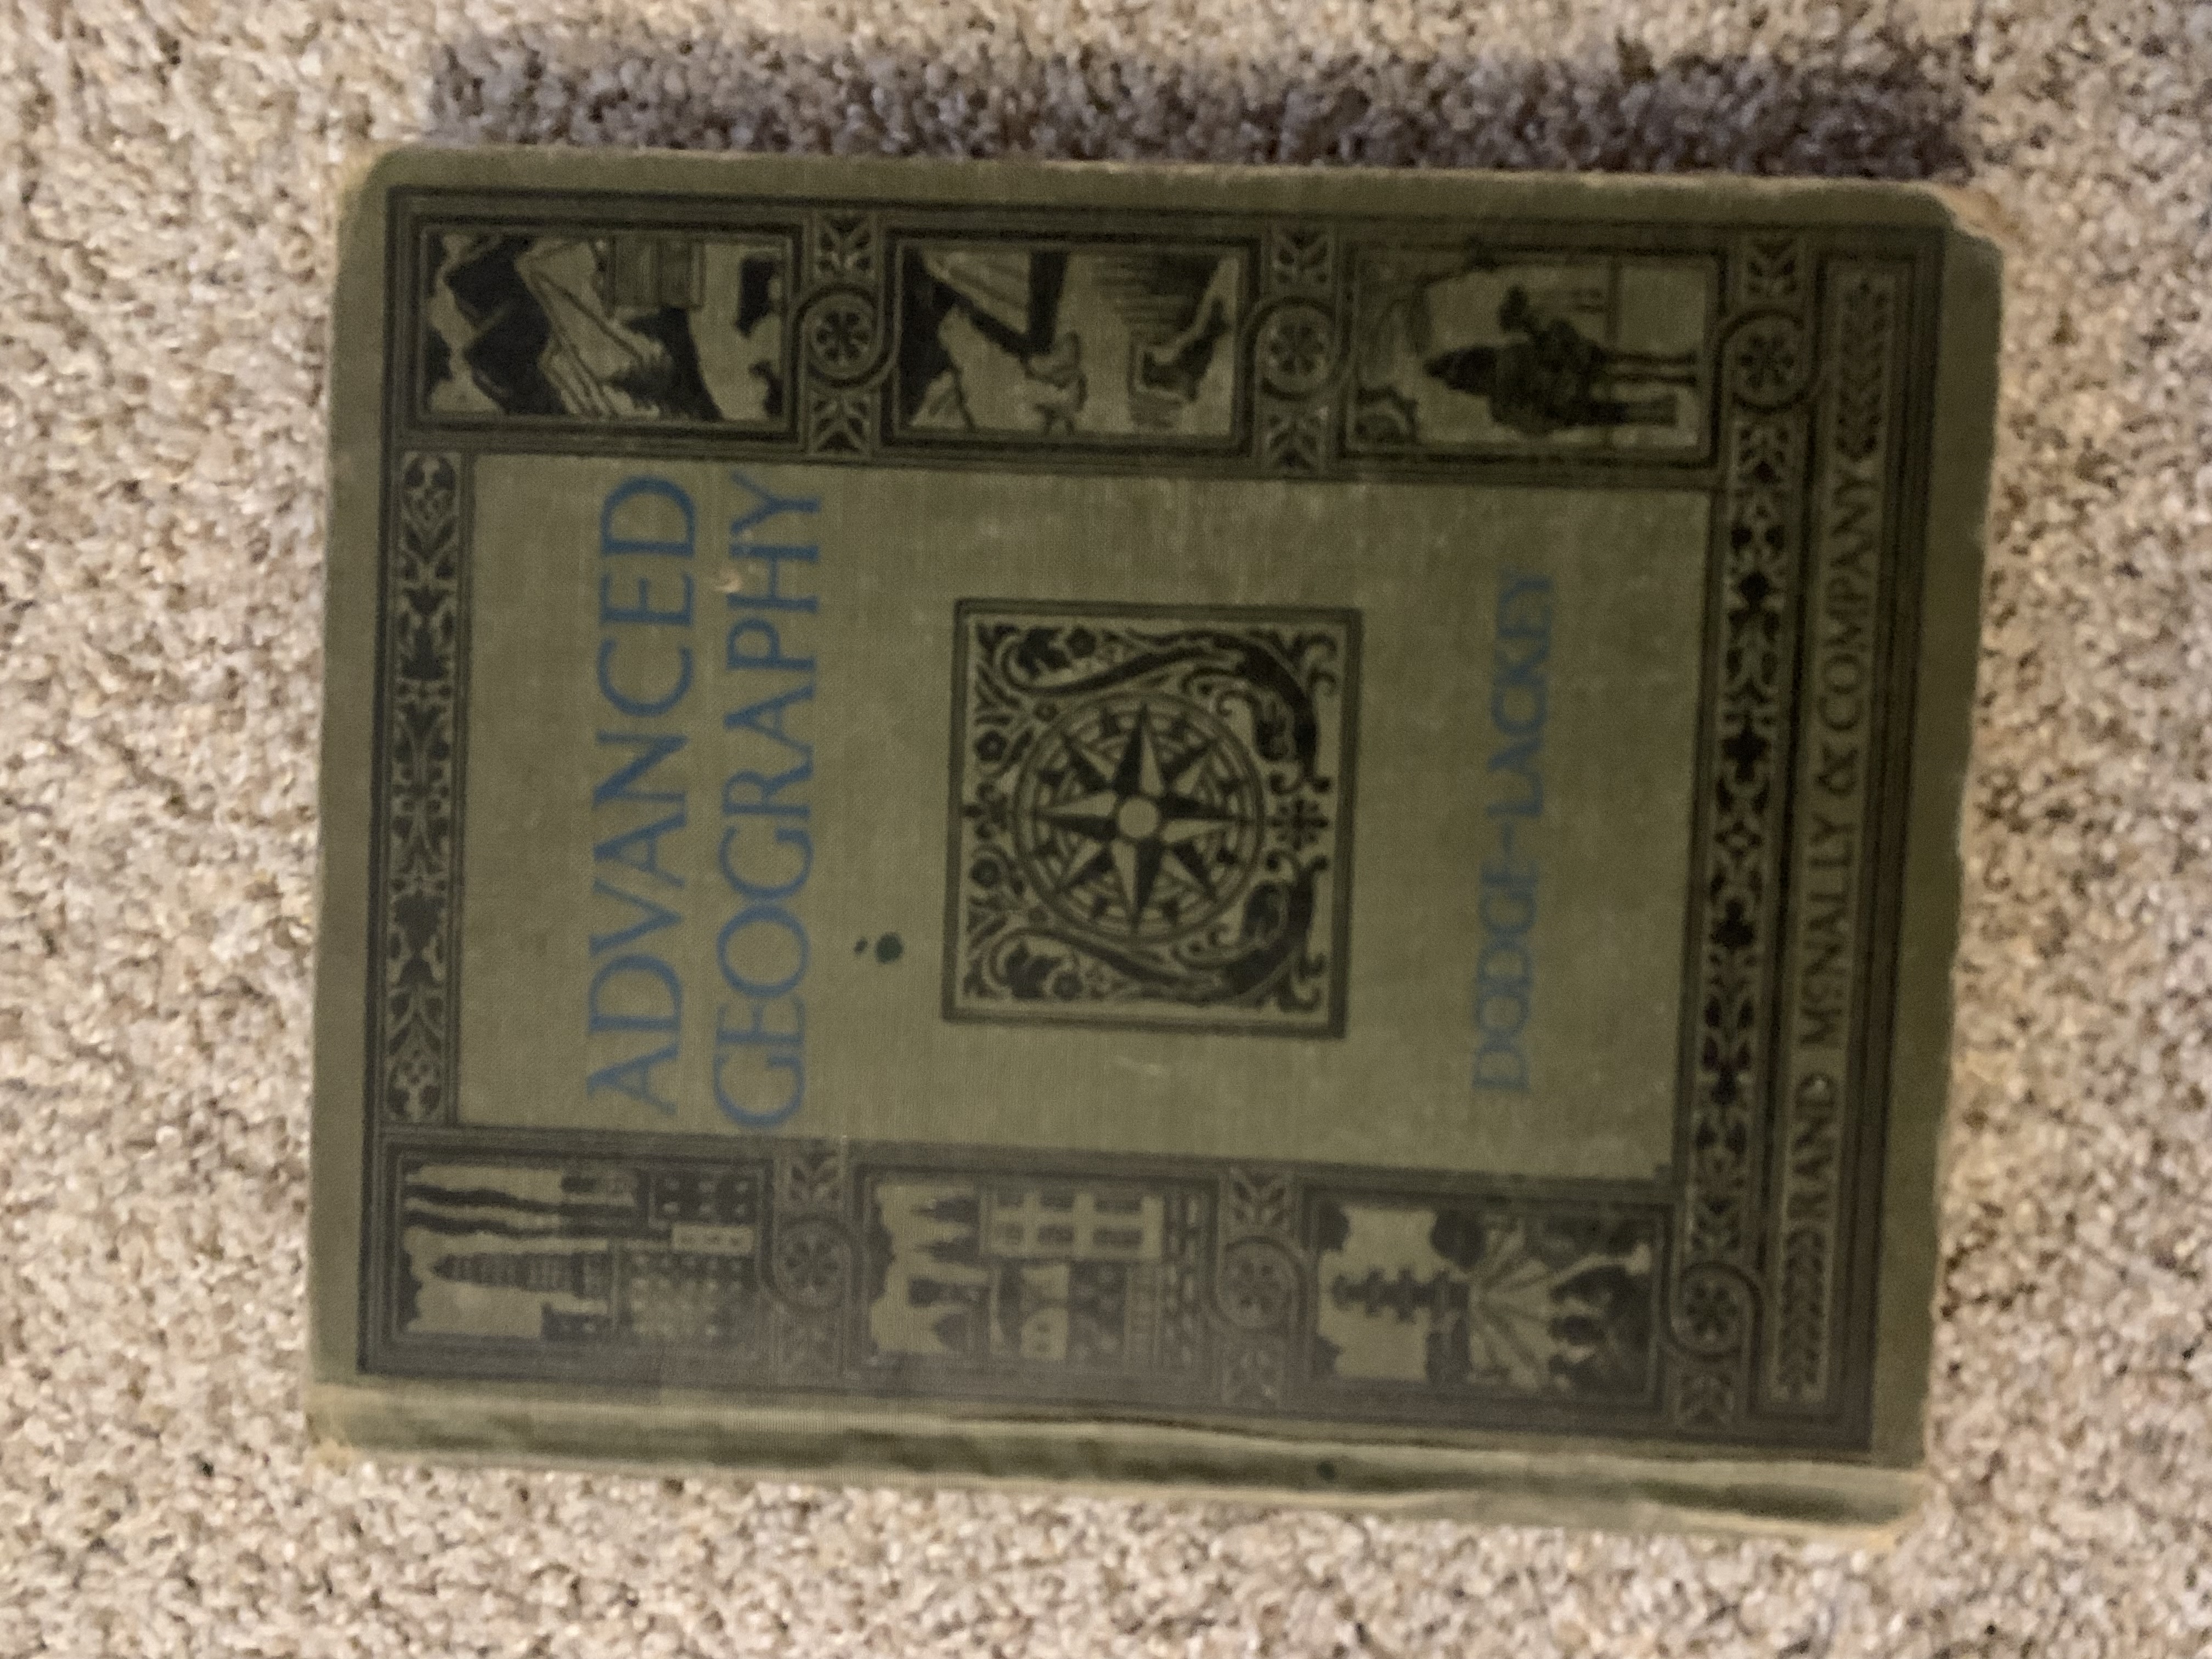 ADVANCED
GEOGRAPHY
DODGE-LACKEY
RAND McNALLY & COMPANY